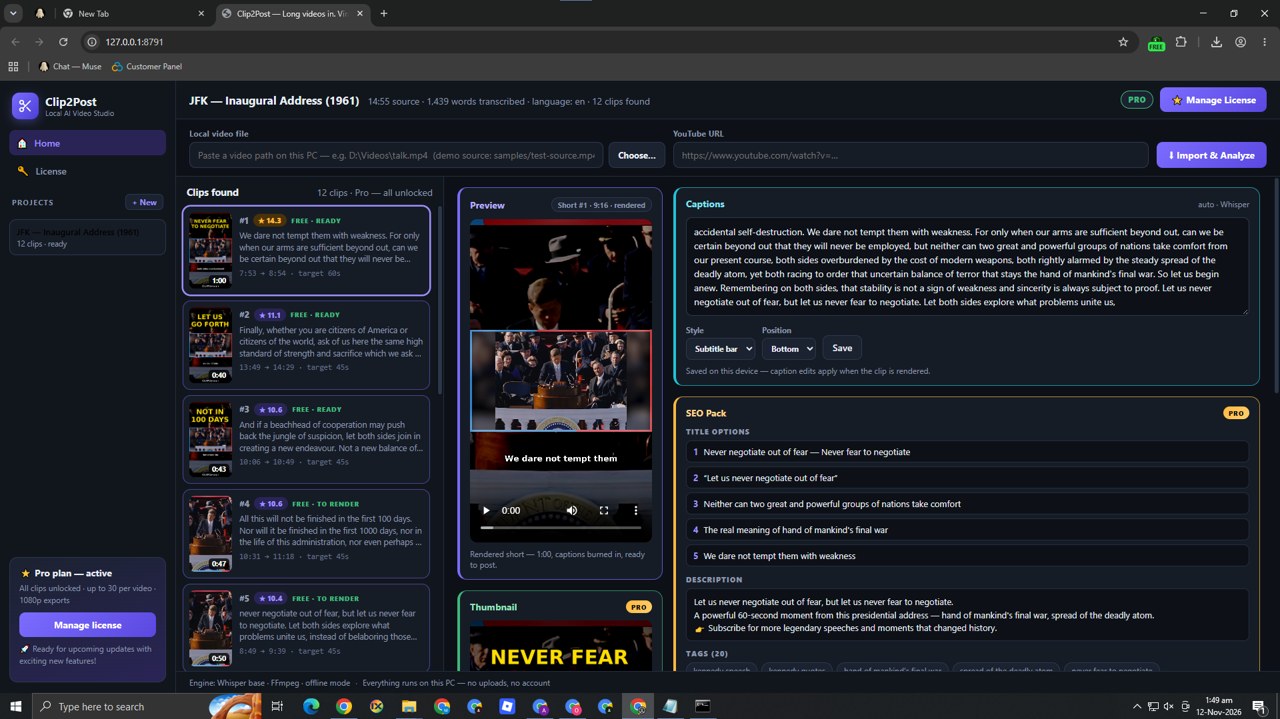 New Tab
Clip2Post — Long videos in. Vi
127.0.0.1:8791
FREE
Chat — Muse
Customer Panel
Clip2Post
Local AI Video Studio
Home
License
PROJECTS
+ New
JFK — Inaugural Address (1961)
12 clips · ready
Pro plan — active
All clips unlocked · up to 30 per video ·
1080p exports
Manage license
Ready for upcoming updates with
exciting new features!
JFK — Inaugural Address (1961)
14:55 source · 1,439 words transcribed · language: en · 12 clips found
PRO
Manage License
Local video file
Paste a video path on this PC — e.g. D:\Videos\talk.mp4 (demo source: samples/test-source.mp4
Choose...
YouTube URL
https://www.youtube.com/watch?v=...
Import & Analyze
Clips found
12 clips · Pro — all unlocked
NEVER FEAR
TO NEGOTIATE
1:00
#1
★ 14.3
FREE · READY
We dare not tempt them with weakness. For only
when our arms are sufficient beyond out, can we
be certain beyond out that they will never be...
7:53 → 8:54 · target 60s
LET US
GO FORTH
0:40
#2
★ 11.1
FREE · READY
Finally, whether you are citizens of America or
citizens of the world, ask of us here the same high
standard of strength and sacrifice which we ask ...
13:49 → 14:29 · target 45s
NOT IN
100 DAYS
0:43
#3
★ 10.6
FREE · READY
And if a beachhead of cooperation may push
back the jungle of suspicion, let both sides join in
creating a new endeavour. Not a new balance of...
10:06 → 10:49 · target 45s
0:47
#4
★ 10.6
FREE · TO RENDER
All this will not be finished in the first 100 days.
Nor will it be finished in the first 1000 days, nor in
the life of this administration, nor even perhaps ...
10:31 → 11:18 · target 45s
0:50
#5
★ 10.4
FREE · TO RENDER
never negotiate out of fear, but let us never fear
to negotiate. Let both sides explore what
problems unite us, instead of belaboring those...
8:49 → 9:39 · target 45s
Preview
Short #1 · 9:16 · rendered
We dare not tempt them
0:00
Rendered short — 1:00, captions burned in, ready
to post.
Thumbnail
PRO
NEVER FEAR
Captions
auto · Whisper
accidental self-destruction. We dare not tempt them with weakness. For only when our arms are sufficient beyond out, can we be
certain beyond out that they will never be employed, but neither can two great and powerful groups of nations take comfort from
our present course, both sides overburdened by the cost of modern weapons, both rightly alarmed by the steady spread of the
deadly atom, yet both racing to order that uncertain balance of terror that stays the hand of mankind's final war. So let us begin
anew. Remembering on both sides, that stability is not a sign of weakness and sincerity is always subject to proof. Let us never
negotiate out of fear, but let us never fear to negotiate. Let both sides explore what problems unite us,
Style
Position
Subtitle bar
Bottom
Save
Saved on this device — caption edits apply when the clip is rendered.
SEO Pack
PRO
TITLE OPTIONS
1 Never negotiate out of fear — Never fear to negotiate
2 "Let us never negotiate out of fear"
3 Neither can two great and powerful groups of nations take comfort
4 The real meaning of hand of mankind's final war
5 We dare not tempt them with weakness
DESCRIPTION
Let us never negotiate out of fear, but let us never fear to negotiate.
A powerful 60-second moment from this presidential address — hand of mankind's final war, spread of the deadly atom.
Subscribe for more legendary speeches and moments that changed history.
TAGS (20)
kennedy speech
kennedy quotes
hand of mankind's final war
spread of the deadly atom
never fear to negotiate
Engine: Whisper base · FFmpeg · offline mode · Everything runs on this PC — no uploads, no account
Type here to search
1:49 am
12-Nov-2026